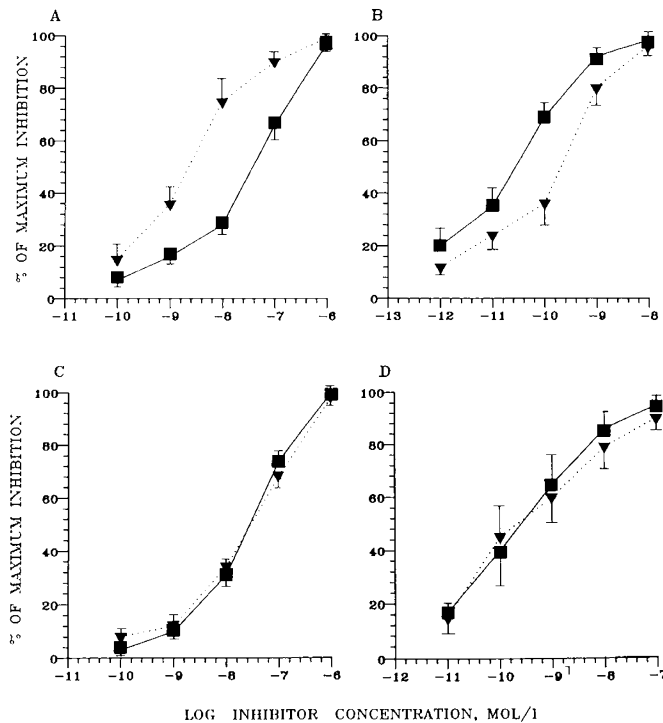 A
B
100
80
60
40
20
0
% OF MAXIMUM INHIBITION
-11 -10 -9 -8 -7 -6
100
80
60
40
20
0
-13 -12 -11 -10 -9 -8
C
D
100
80
60
40
20
0
% OF MAXIMUM INHIBITION
-11 -10 -9 -8 -7 -6
100
80
60
40
20
0
-12 -11 -10 -9 -8 -7
LOG INHIBITOR CONCENTRATION, MOL/l